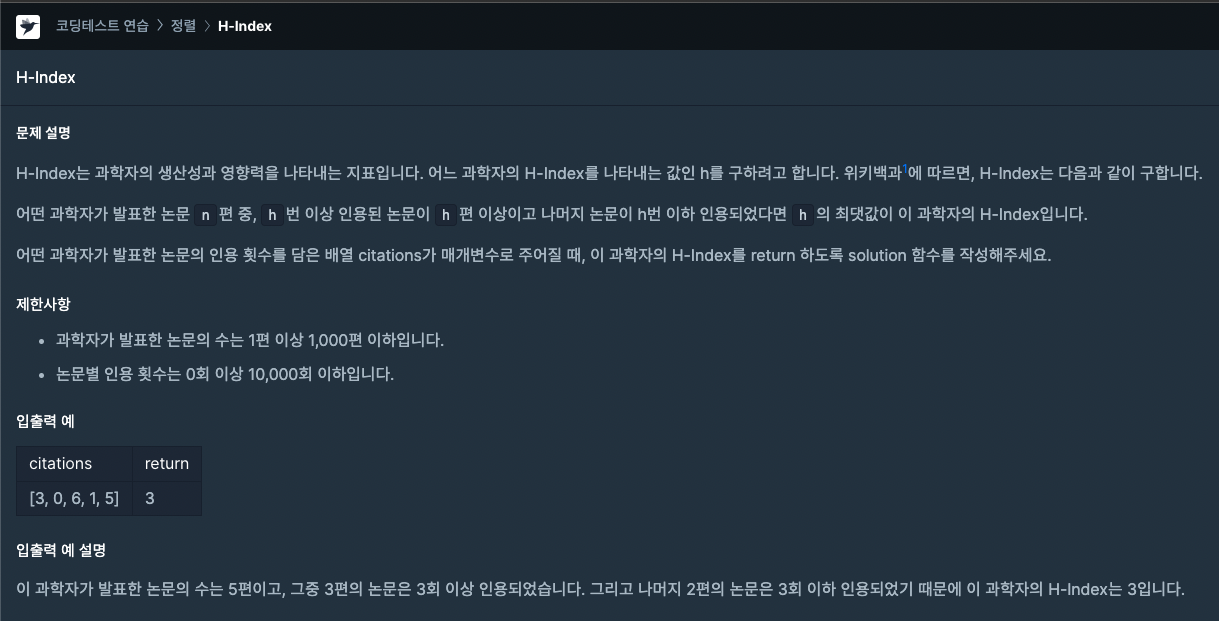 코딩테스트 연습 > 정렬 > H-Index
H-Index
문제 설명
H-Index는 과학자의 생산성과 영향력을 나타내는 지표입니다. 어느 과학자의 H-Index를 나타내는 값인 h를 구하려고 합니다. 위키백과1에 따르면, H-Index는 다음과 같이 구합니다.
어떤 과학자가 발표한 논문 n 편 중, h 번 이상 인용된 논문이 h 편 이상이고 나머지 논문이 h번 이하 인용되었다면 h 의 최댓값이 이 과학자의 H-Index입니다.
어떤 과학자가 발표한 논문의 인용 횟수를 담은 배열 citations가 매개변수로 주어질 때, 이 과학자의 H-Index를 return 하도록 solution 함수를 작성해주세요.
제한사항
• 과학자가 발표한 논문의 수는 1편 이상 1,000편 이하입니다.
• 논문별 인용 횟수는 0회 이상 10,000회 이하입니다.
입출력 예
citations return
[3, 0, 6, 1, 5] 3
입출력 예 설명
이 과학자가 발표한 논문의 수는 5편이고, 그중 3편의 논문은 3회 이상 인용되었습니다. 그리고 나머지 2편의 논문은 3회 이하 인용되었기 때문에 이 과학자의 H-Index는 3입니다.